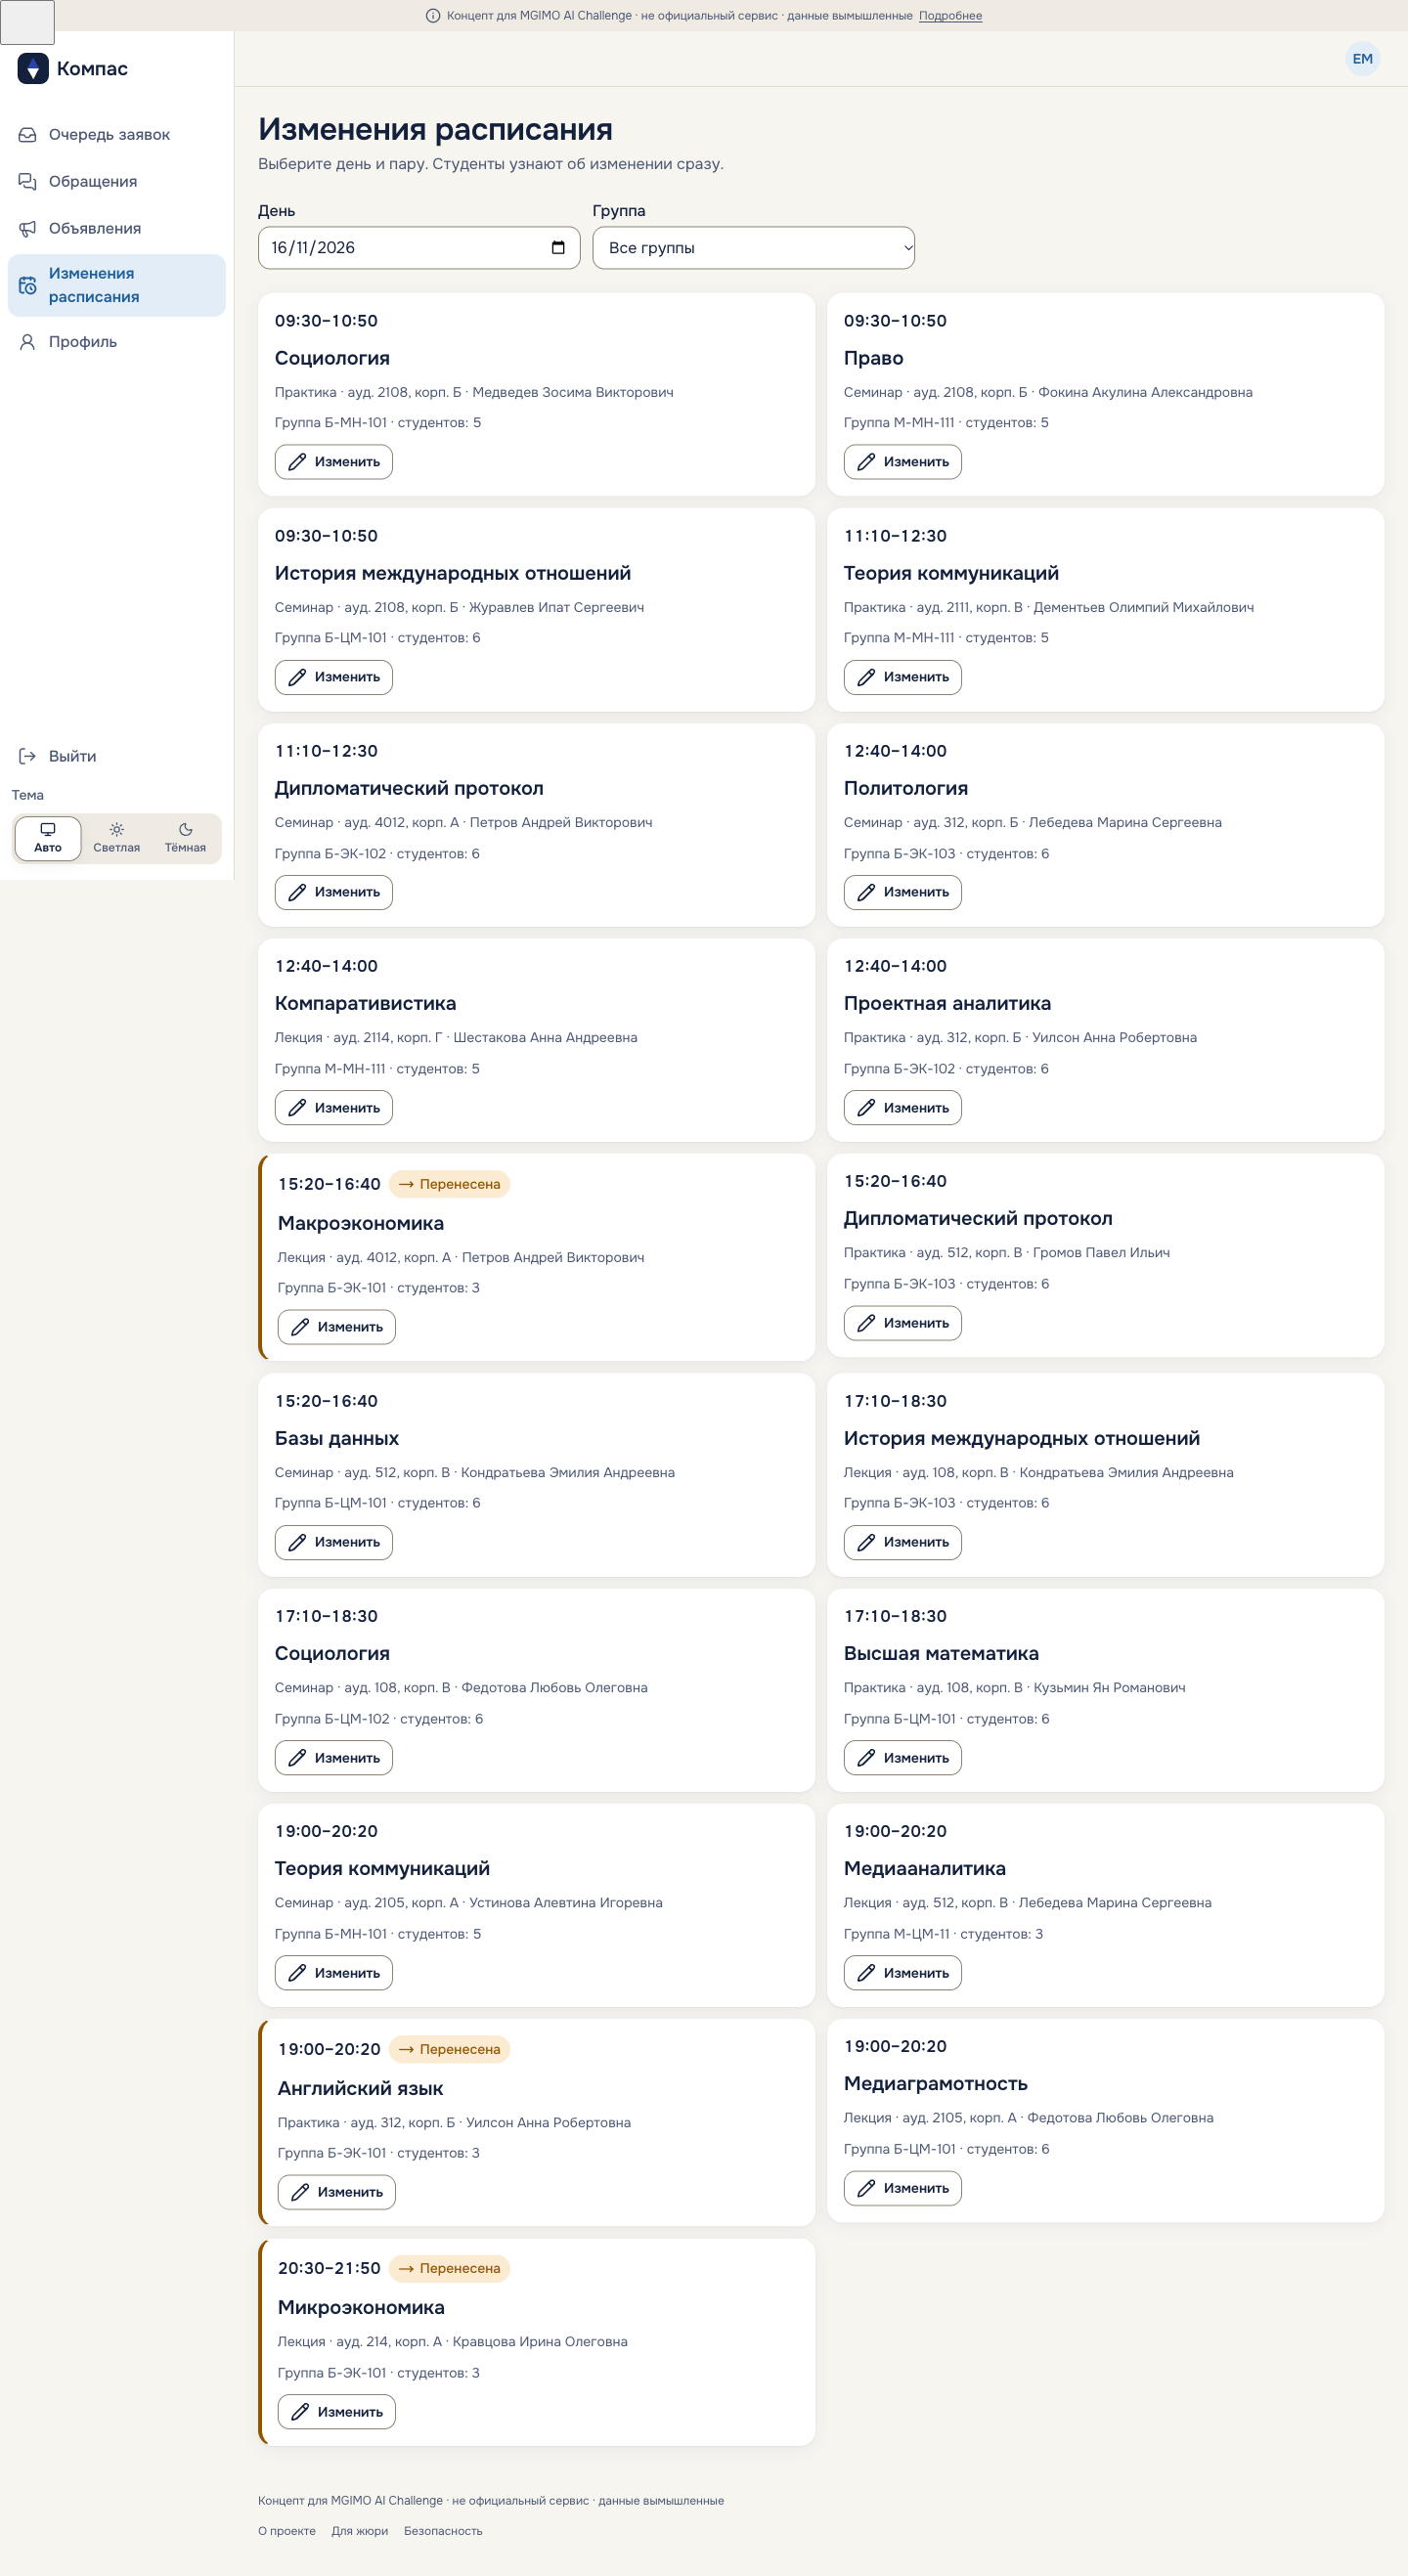 Концепт для MGIMO AI Challenge · не официальный сервис · данные вымышленные Подробнее
Компас
ЕМ
Очередь заявок
Обращения
Объявления
Изменения
расписания
Профиль
Выйти
Тема
Авто
Светлая
Тёмная
Изменения расписания
Выберите день и пару. Студенты узнают об изменении сразу.
День
Группа
16/11/2026
Все группы
09:30–10:50
Социология
Практика · ауд. 2108, корп. Б · Медведев Зосима Викторович
Группа Б-МН-101 · студентов: 5
Изменить
09:30–10:50
Право
Семинар · ауд. 2108, корп. Б · Фокина Акулина Александровна
Группа М-МН-111 · студентов: 5
Изменить
09:30–10:50
История международных отношений
Семинар · ауд. 2108, корп. Б · Журавлев Ипат Сергеевич
Группа Б-ЦМ-101 · студентов: 6
Изменить
11:10–12:30
Теория коммуникаций
Практика · ауд. 2111, корп. В · Дементьев Олимпий Михайлович
Группа М-МН-111 · студентов: 5
Изменить
11:10–12:30
Дипломатический протокол
Семинар · ауд. 4012, корп. А · Петров Андрей Викторович
Группа Б-ЭК-102 · студентов: 6
Изменить
12:40–14:00
Политология
Семинар · ауд. 312, корп. Б · Лебедева Марина Сергеевна
Группа Б-ЭК-103 · студентов: 6
Изменить
12:40–14:00
Компаративистика
Лекция · ауд. 2114, корп. Г · Шестакова Анна Андреевна
Группа М-МН-111 · студентов: 5
Изменить
12:40–14:00
Проектная аналитика
Практика · ауд. 312, корп. Б · Уилсон Анна Робертовна
Группа Б-ЭК-102 · студентов: 6
Изменить
15:20–16:40 → Перенесена
Макроэкономика
Лекция · ауд. 4012, корп. А · Петров Андрей Викторович
Группа Б-ЭК-101 · студентов: 3
Изменить
15:20–16:40
Дипломатический протокол
Практика · ауд. 512, корп. В · Громов Павел Ильич
Группа Б-ЭК-103 · студентов: 6
Изменить
15:20–16:40
Базы данных
Семинар · ауд. 512, корп. В · Кондратьева Эмилия Андреевна
Группа Б-ЦМ-101 · студентов: 6
Изменить
17:10–18:30
История международных отношений
Лекция · ауд. 108, корп. В · Кондратьева Эмилия Андреевна
Группа Б-ЭК-103 · студентов: 6
Изменить
17:10–18:30
Социология
Семинар · ауд. 108, корп. В · Федотова Любовь Олеговна
Группа Б-ЦМ-102 · студентов: 6
Изменить
17:10–18:30
Высшая математика
Практика · ауд. 108, корп. В · Кузьмин Ян Романович
Группа Б-ЦМ-101 · студентов: 6
Изменить
19:00–20:20
Теория коммуникаций
Семинар · ауд. 2105, корп. А · Устинова Алевтина Игоревна
Группа Б-МН-101 · студентов: 5
Изменить
19:00–20:20
Медиааналитика
Лекция · ауд. 512, корп. В · Лебедева Марина Сергеевна
Группа М-ЦМ-11 · студентов: 3
Изменить
19:00–20:20 → Перенесена
Английский язык
Практика · ауд. 312, корп. Б · Уилсон Анна Робертовна
Группа Б-ЭК-101 · студентов: 3
Изменить
19:00–20:20
Медиаграмотность
Лекция · ауд. 2105, корп. А · Федотова Любовь Олеговна
Группа Б-ЦМ-101 · студентов: 6
Изменить
20:30–21:50 → Перенесена
Микроэкономика
Лекция · ауд. 214, корп. А · Кравцова Ирина Олеговна
Группа Б-ЭК-101 · студентов: 3
Изменить
Концепт для MGIMO AI Challenge · не официальный сервис · данные вымышленные
О проекте Для жюри Безопасность